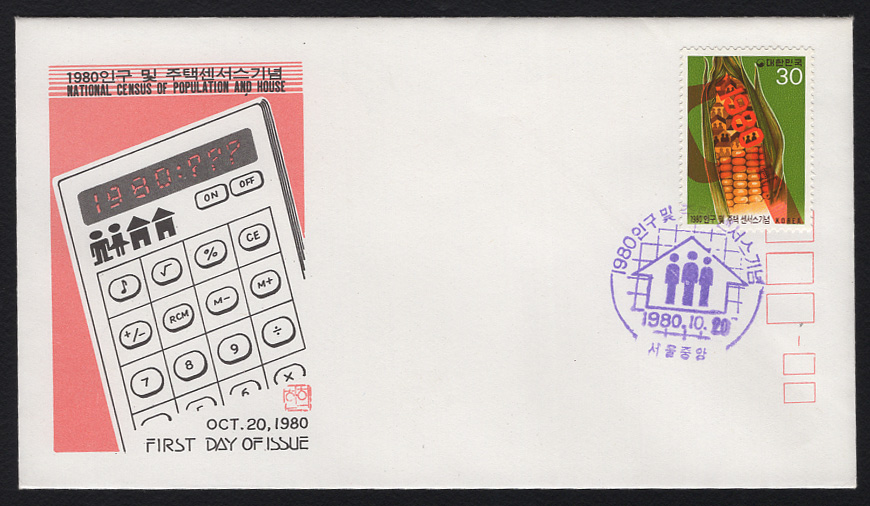 1980인구 및 주택센서스기념
NATIONAL CENSUS OF POPULATION AND HOUSE
1980:???
ON OFF
♪ √ % CE
+/- RCM M- M+
7 8 9 ÷
6 X
OCT. 20, 1980
FIRST DAY OF ISSUE
대한민국
30
1980
1980 인구 및 주택 센서스기념 KOREA
1980인구및 센서스기념
1980.10.20
서울중앙